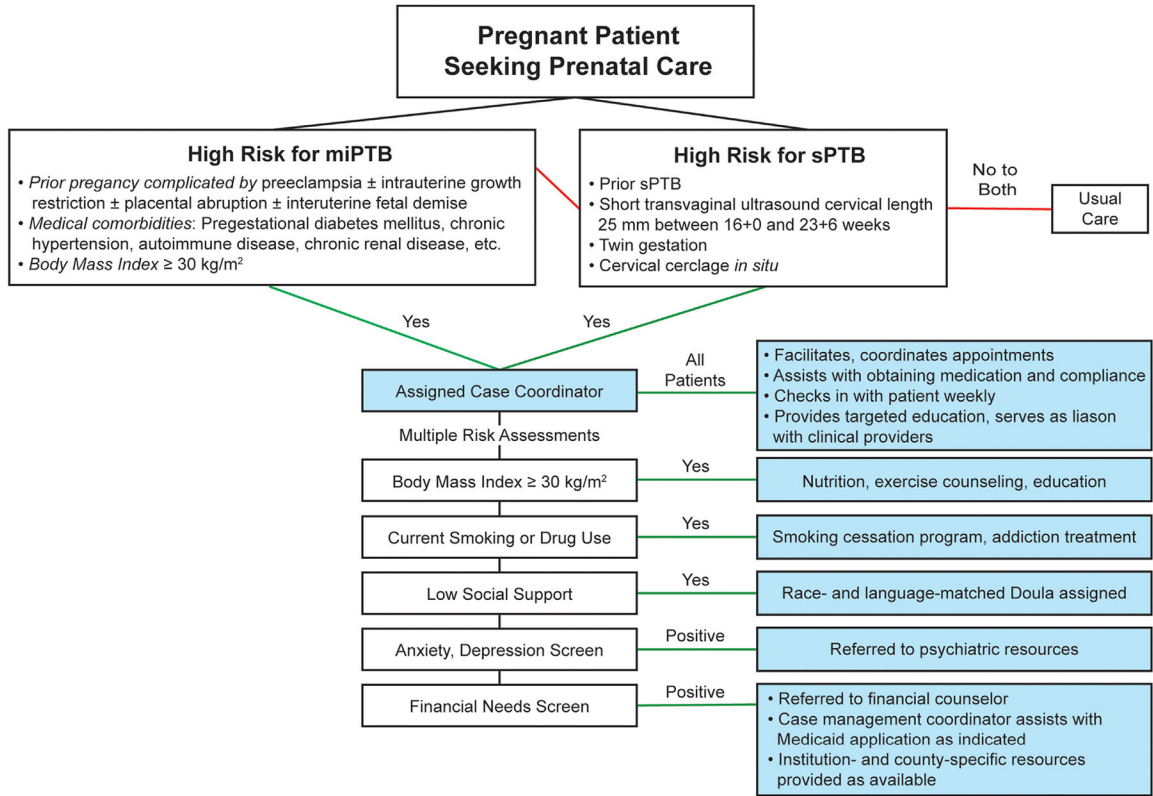 Pregnant Patient
Seeking Prenatal Care
High Risk for miPTB
• Prior pregancy complicated by preeclampsia ± intrauterine growth
restriction ± placental abruption ± interuterine fetal demise
• Medical comorbidities: Pregestional diabetes mellitus, chronic
hypertension, autoimmune disease, chronic renal disease, etc.
• Body Mass Index ≥ 30 kg/m²
High Risk for sPTB
• Prior sPTB
• Short transvaginal ultrasound cervical length
25 mm between 16+0 and 23+6 weeks
• Twin gestation
• Cervical cerclage in situ
No to
Both
Usual
Care
Yes
Yes
Assigned Case Coordinator
All
Patients
• Facilitates, coordinates appointments
• Assists with obtaining medication and compliance
• Checks in with patient weekly
• Provides targeted education, serves as liason
with clinical providers
Multiple Risk Assessments
Body Mass Index ≥ 30 kg/m²
Yes
Nutrition, exercise counseling, education
Current Smoking or Drug Use
Yes
Smoking cessation program, addiction treatment
Low Social Support
Yes
Race- and language-matched Doula assigned
Anxiety, Depression Screen
Positive
Referred to psychiatric resources
Financial Needs Screen
Positive
• Referred to financial counselor
• Case management coordinator assists with
Medicaid application as indicated
• Institution- and county-specific resources
provided as available